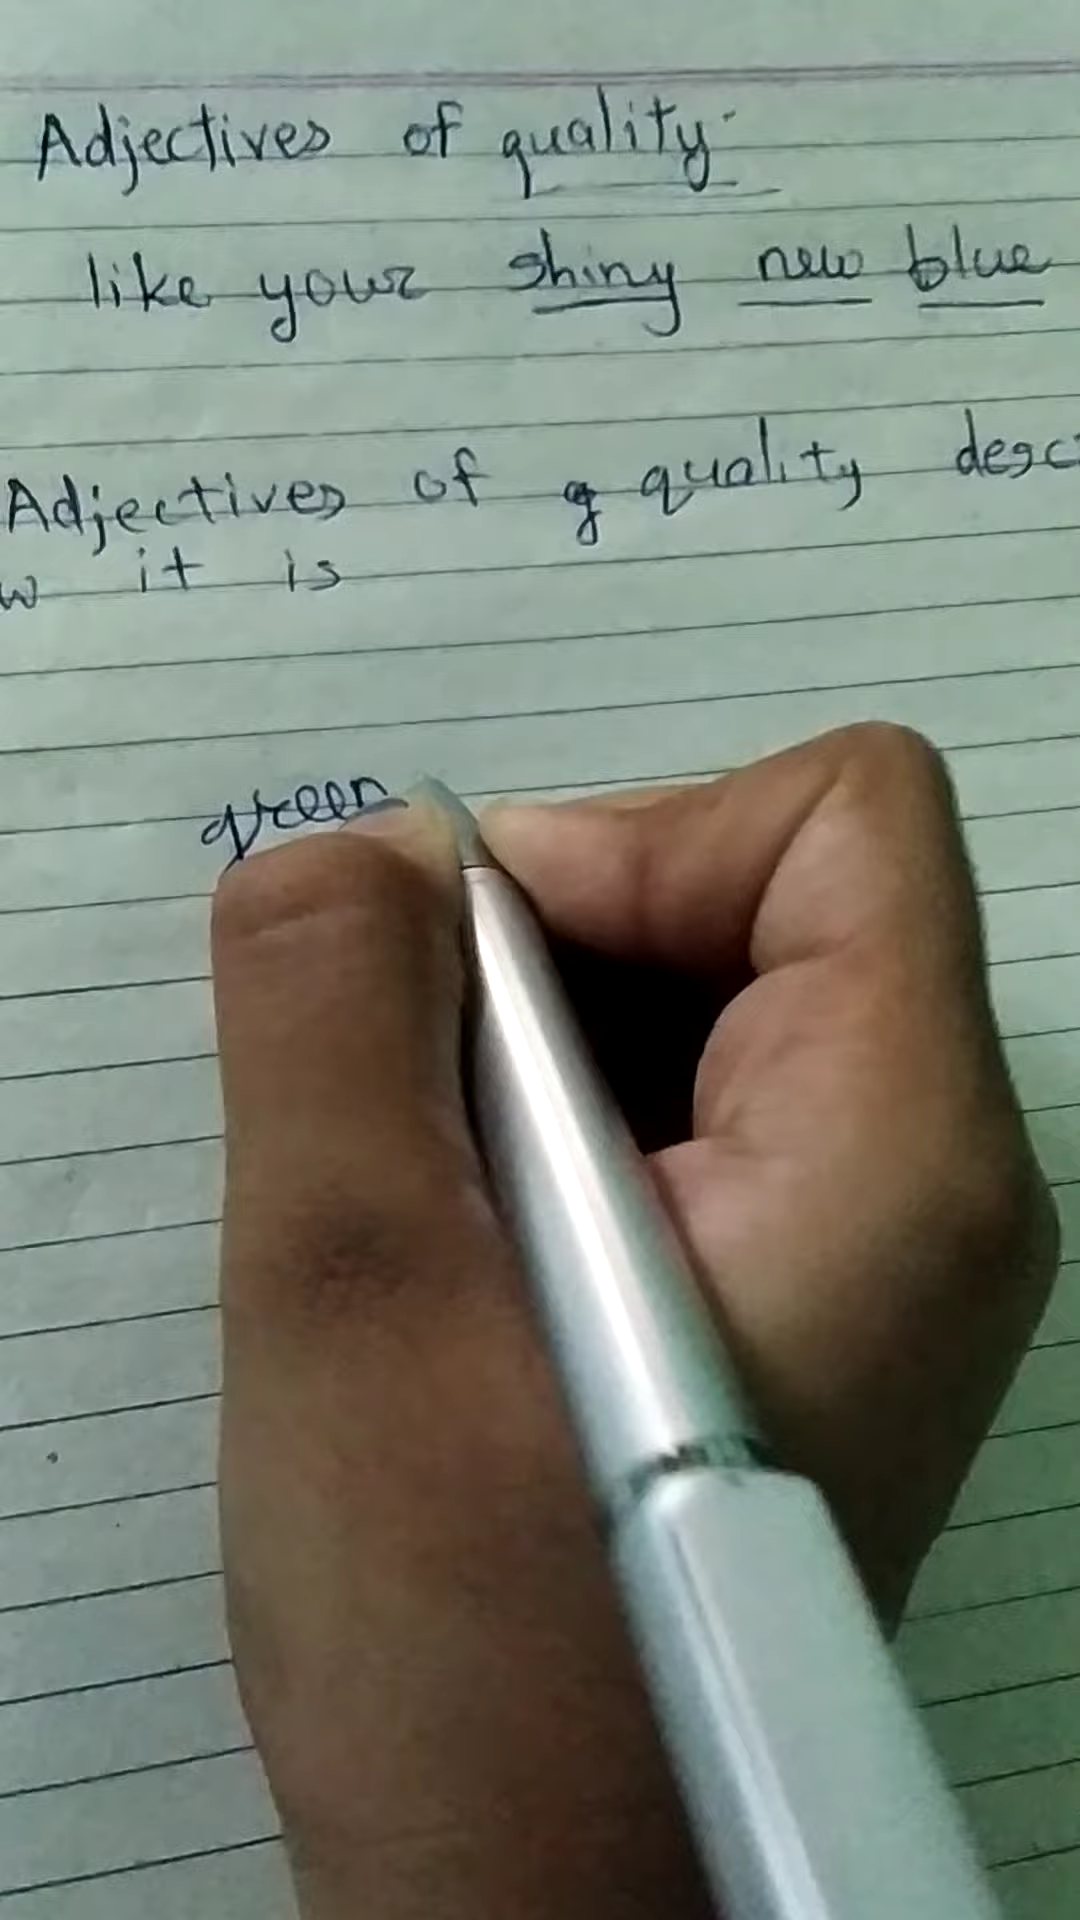 Adjectives of quality
like your shiny new blue
Adjectives of quality desc
w it is
green